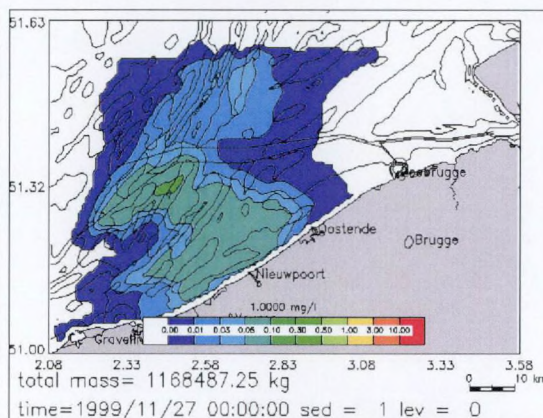 51.63
51.32
51.00
Zeebrugge
Oostende
Brugge
Nieuwpoort
1.0000 mg/l
0.00 0.01 0.03 0.05 0.10 0.30 0.50 1.00 3.00 10.00
2.08 2.33 2.58 2.83 3.08 3.33 3.58
total mass= 1168487.25 kg
10 km
time=1999/11/27 00:00:00 sed = 1 lev = 0